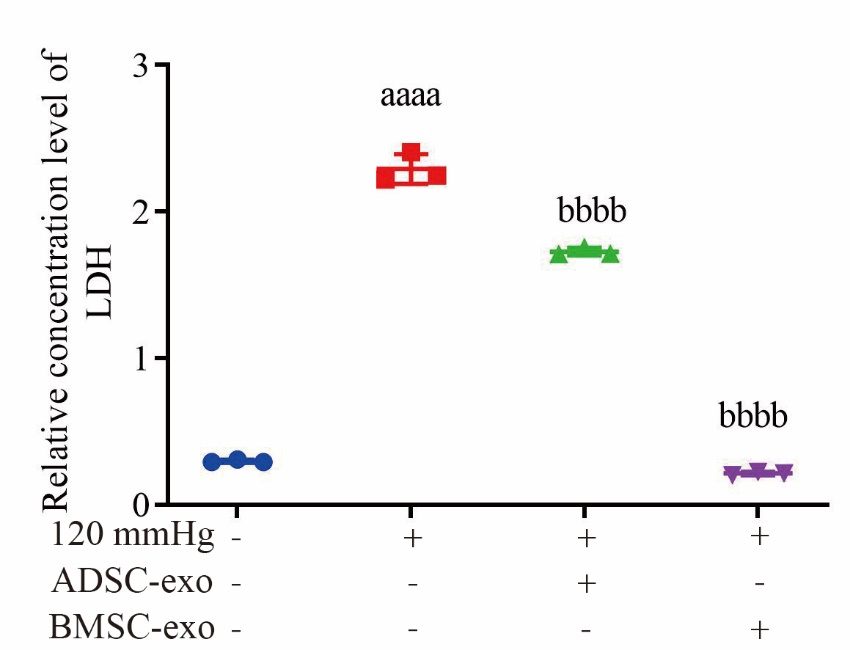 Relative concentration level of
LDH
3
aaaa
2
bbbb
1
bbbb
0
120 mmHg - + + +
ADSC-exo - - + -
BMSC-exo - - - +